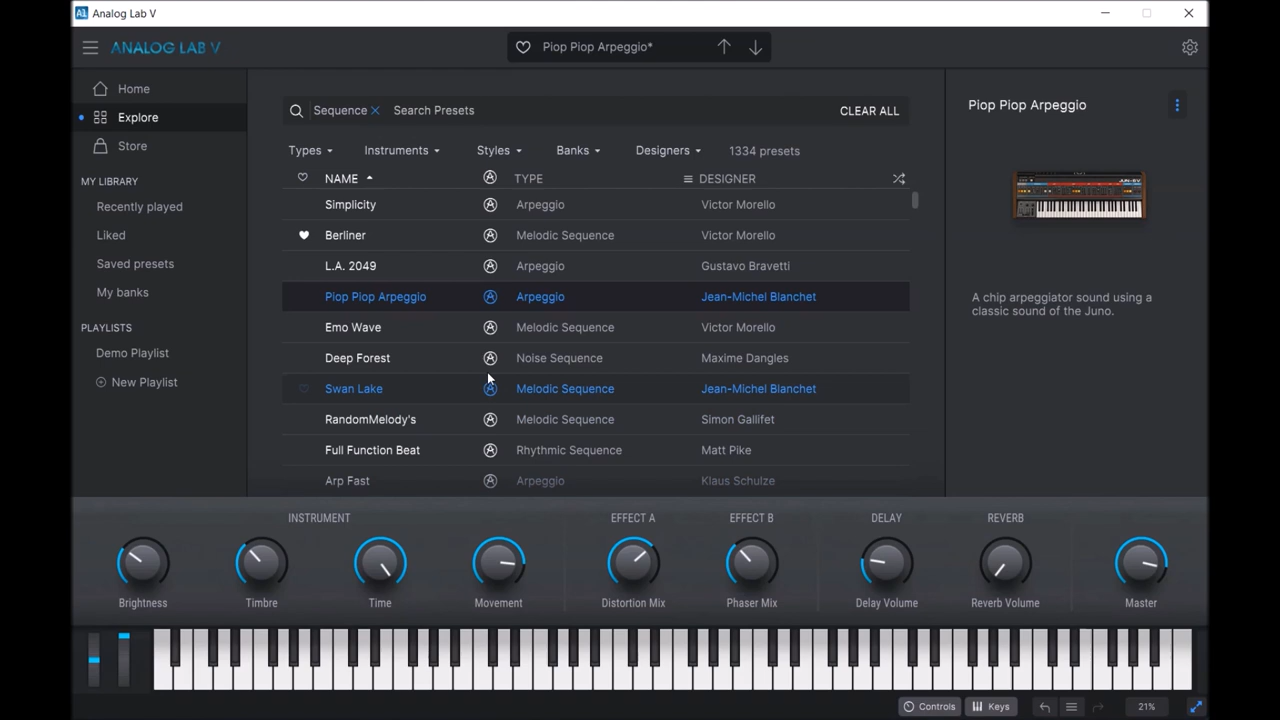 Analog Lab V
ANALOG LAB V
Piop Piop Arpeggio*
Home
Explore
Store
MY LIBRARY
Recently played
Liked
Saved presets
My banks
PLAYLISTS
Demo Playlist
New Playlist
Sequence × Search Presets CLEAR ALL
Types Instruments Styles Banks Designers 1334 presets
NAME TYPE DESIGNER
Simplicity Arpeggio Victor Morello
Berliner Melodic Sequence Victor Morello
L.A. 2049 Arpeggio Gustavo Bravetti
Piop Piop Arpeggio Arpeggio Jean-Michel Blanchet
Emo Wave Melodic Sequence Victor Morello
Deep Forest Noise Sequence Maxime Dangles
Swan Lake Melodic Sequence Jean-Michel Blanchet
RandomMelody's Melodic Sequence Simon Gallifet
Full Function Beat Rhythmic Sequence Matt Pike
Arp Fast Arpeggio Klaus Schulze
Piop Piop Arpeggio
JUN-6V
A chip arpeggiator sound using a
classic sound of the Juno.
INSTRUMENT EFFECT A EFFECT B DELAY REVERB
Brightness Timbre Time Movement Distortion Mix Phaser Mix Delay Volume Reverb Volume Master
Controls Keys 21%